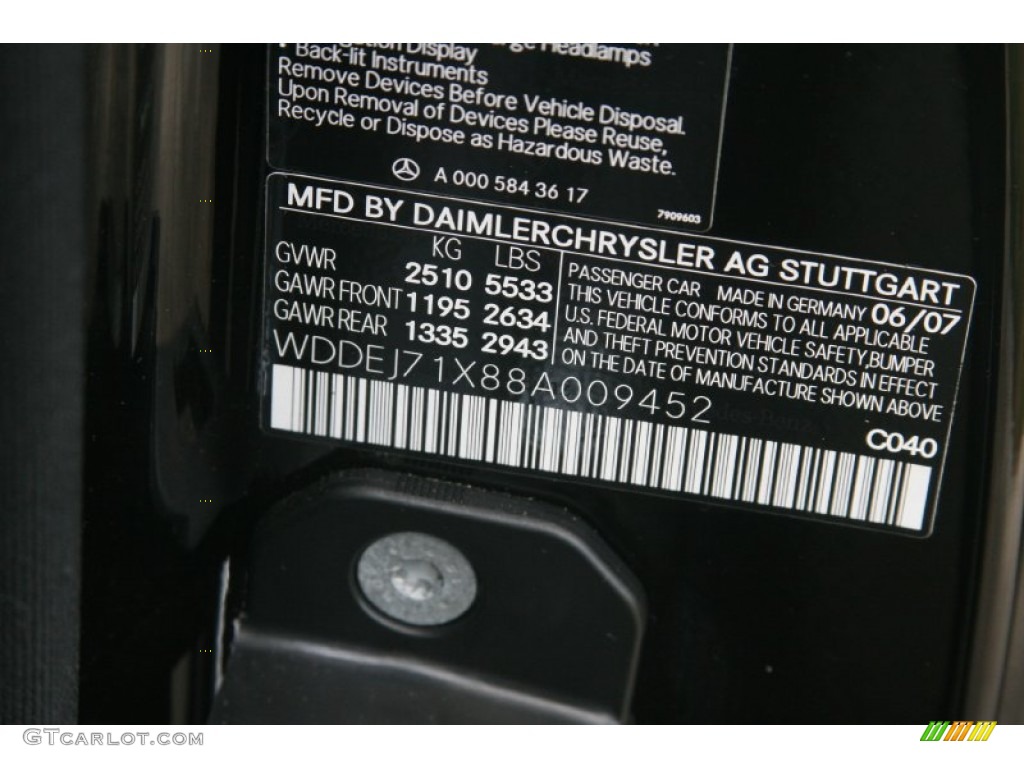 Display
Headlamps
• Back-lit Instruments
Remove Devices Before Vehicle Disposal.
Upon Removal of Devices Please Reuse,
Recycle or Dispose as Hazardous Waste.
A 000 584 36 17
7909603
MFD BY DAIMLERCHRYSLER AG STUTTGART
KG LBS
GVWR 2510 5533
GAWR FRONT 1195 2634
GAWR REAR 1335 2943
PASSENGER CAR MADE IN GERMANY 06/07
THIS VEHICLE CONFORMS TO ALL APPLICABLE
U.S. FEDERAL MOTOR VEHICLE SAFETY, BUMPER
AND THEFT PREVENTION STANDARDS IN EFFECT
ON THE DATE OF MANUFACTURE SHOWN ABOVE
WDDEJ71X88A009452
C040
GTCARLOT.COM